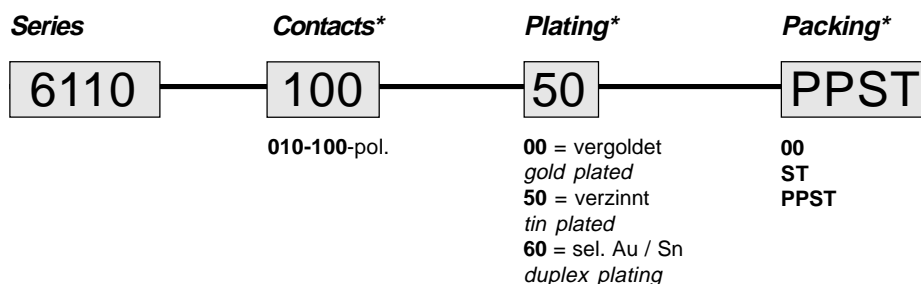 Series Contacts* Plating* Packing*
6110 100 50 PPST
010-100-pol. 00 = vergoldet 00
gold plated ST
50 = verzinnt PPST
tin plated
60 = sel. Au / Sn
duplex plating